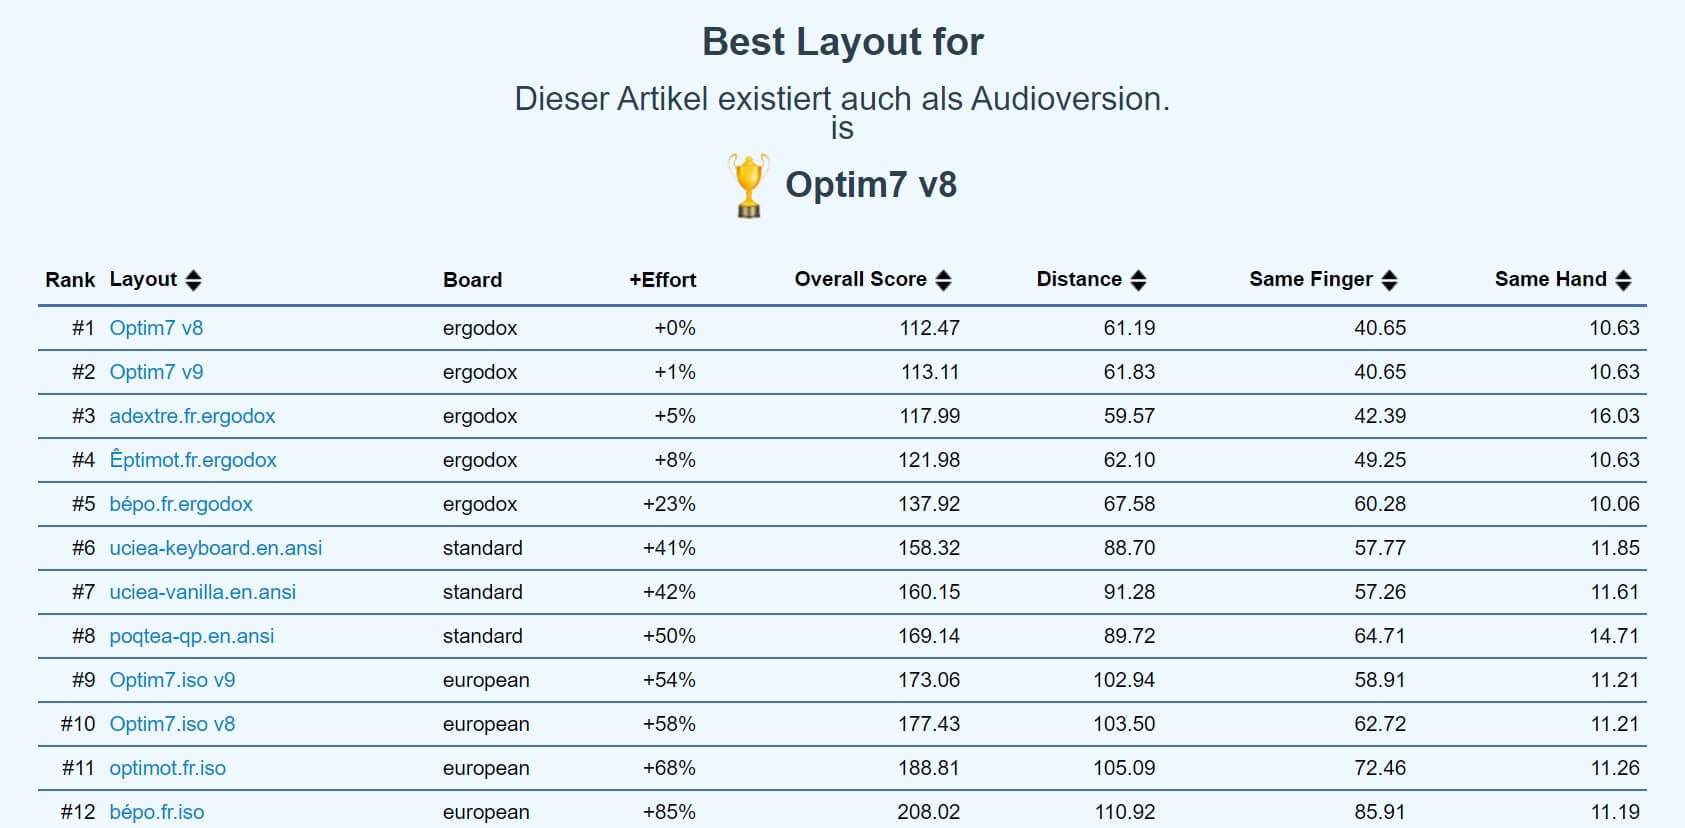 Best Layout for
Dieser Artikel existiert auch als Audioversion.
is
Optim7 v8
Rank Layout Board +Effort Overall Score Distance Same Finger Same Hand
#1 Optim7 v8 ergodox +0% 112.47 61.19 40.65 10.63
#2 Optim7 v9 ergodox +1% 113.11 61.83 40.65 10.63
#3 adextre.fr.ergodox ergodox +5% 117.99 59.57 42.39 16.03
#4 Êptimot.fr.ergodox ergodox +8% 121.98 62.10 49.25 10.63
#5 bépo.fr.ergodox ergodox +23% 137.92 67.58 60.28 10.06
#6 uciea-keyboard.en.ansi standard +41% 158.32 88.70 57.77 11.85
#7 uciea-vanilla.en.ansi standard +42% 160.15 91.28 57.26 11.61
#8 poqtea-qp.en.ansi standard +50% 169.14 89.72 64.71 14.71
#9 Optim7.iso v9 european +54% 173.06 102.94 58.91 11.21
#10 Optim7.iso v8 european +58% 177.43 103.50 62.72 11.21
#11 optimot.fr.iso european +68% 188.81 105.09 72.46 11.26
#12 bépo.fr.iso european +85% 208.02 110.92 85.91 11.19